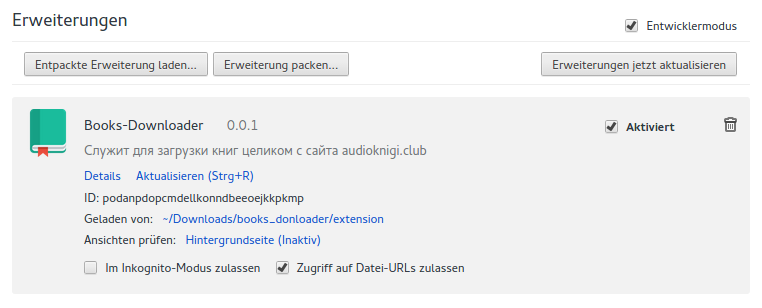 Erweiterungen
Entwicklermodus
Entpackte Erweiterung laden... Erweiterung packen... Erweiterungen jetzt aktualisieren
Books-Downloader 0.0.1 Aktiviert
Служит для загрузки книг целиком с сайта audioknigi.club
Details Aktualisieren (Strg+R)
ID: podanpdopcmdellkonndbeeoejkkpkmp
Geladen von: ~/Downloads/books_donloader/extension
Ansichten prüfen: Hintergrundseite (Inaktiv)
Im Inkognito-Modus zulassen Zugriff auf Datei-URLs zulassen